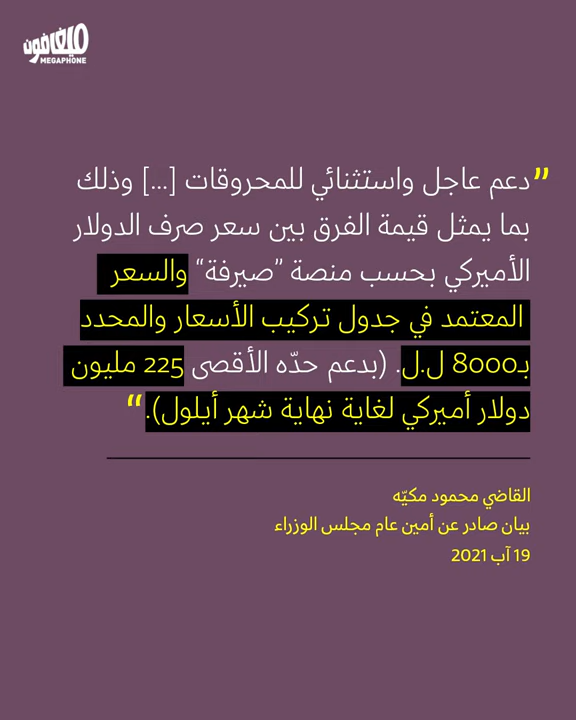 ميغافون
MEGAPHONE
”دعم عاجل واستثنائي للمحروقات [...] وذلك
بما يمثل قيمة الفرق بين سعر صرف الدولار
الأميركي بحسب منصة ”صيرفة“ والسعر
المعتمد في جدول تركيب الأسعار والمحدد
بـ8000 ل.ل. (بدعم حدّه الأقصى 225 مليون
دولار أميركي لغاية نهاية شهر أيلول).“
القاضي محمود مكيّه
بيان صادر عن أمين عام مجلس الوزراء
19 آب 2021